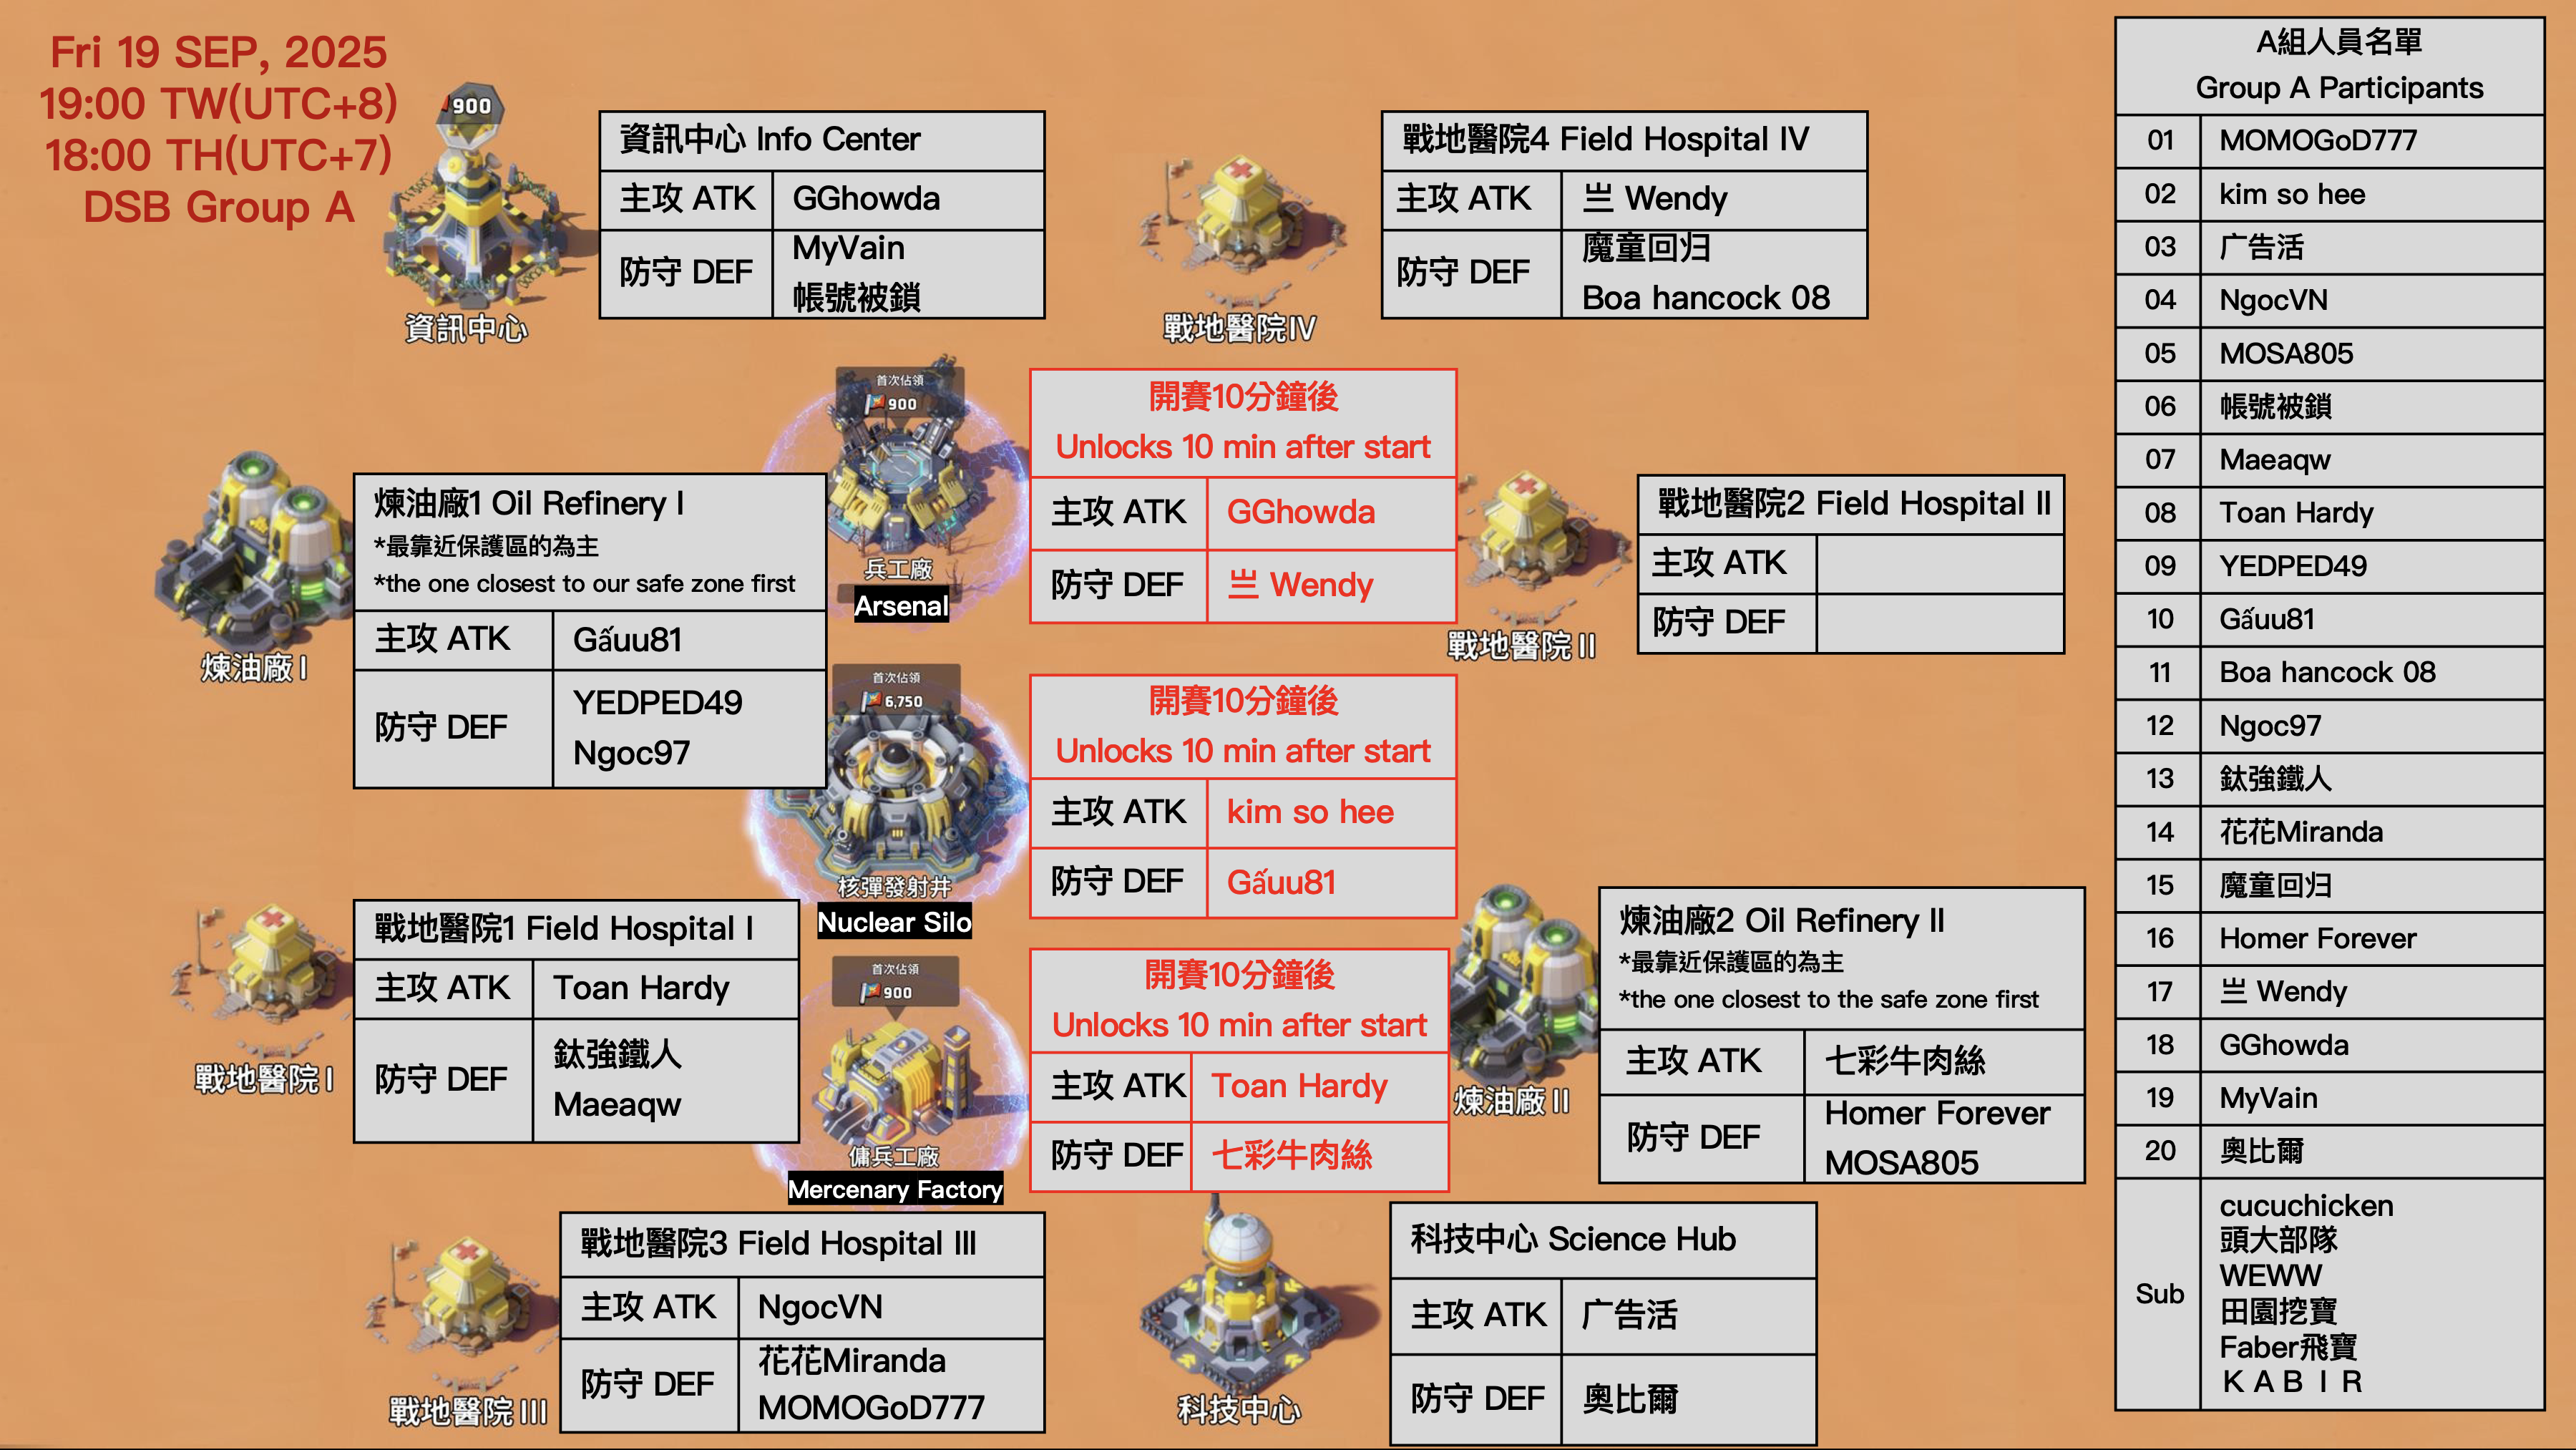 Fri 19 SEP, 2025
19:00 TW(UTC+8)
18:00 TH(UTC+7)
DSB Group A
900
資訊中心
資訊中心 Info Center
主攻 ATK
GGhowda
防守 DEF
MyVain
帳號被鎖
戰地醫院IV
戰地醫院4 Field Hospital IV
主攻 ATK
亗 Wendy
防守 DEF
魔童回归
Boa hancock 08
首次佔領
900
兵工廠
Arsenal
開賽10分鐘後
Unlocks 10 min after start
主攻 ATK
GGhowda
防守 DEF
亗 Wendy
煉油廠 I
煉油廠1 Oil Refinery I
*最靠近保護區的為主
*the one closest to our safe zone first
主攻 ATK
Gấuu81
防守 DEF
YEDPED49
Ngoc97
戰地醫院 II
戰地醫院2 Field Hospital II
主攻 ATK
防守 DEF
首次佔領
6,750
核彈發射井
Nuclear Silo
開賽10分鐘後
Unlocks 10 min after start
主攻 ATK
kim so hee
防守 DEF
Gấuu81
戰地醫院 I
戰地醫院1 Field Hospital I
主攻 ATK
Toan Hardy
防守 DEF
鈦強鐵人
Maeaqw
首次佔領
900
傭兵工廠
Mercenary Factory
開賽10分鐘後
Unlocks 10 min after start
主攻 ATK
Toan Hardy
防守 DEF
七彩牛肉絲
煉油廠 II
煉油廠2 Oil Refinery II
*最靠近保護區的為主
*the one closest to the safe zone first
主攻 ATK
七彩牛肉絲
防守 DEF
Homer Forever
MOSA805
戰地醫院 III
戰地醫院3 Field Hospital III
主攻 ATK
NgocVN
防守 DEF
花花Miranda
MOMOGoD777
科技中心
科技中心 Science Hub
主攻 ATK
广告活
防守 DEF
奧比爾
A組人員名單
Group A Participants
01 MOMOGoD777
02 kim so hee
03 广告活
04 NgocVN
05 MOSA805
06 帳號被鎖
07 Maeaqw
08 Toan Hardy
09 YEDPED49
10 Gấuu81
11 Boa hancock 08
12 Ngoc97
13 鈦強鐵人
14 花花Miranda
15 魔童回归
16 Homer Forever
17 亗 Wendy
18 GGhowda
19 MyVain
20 奧比爾
Sub
cucuchicken
頭大部隊
WEWW
田園挖寶
Faber飛寶
ＫＡＢＩＲ